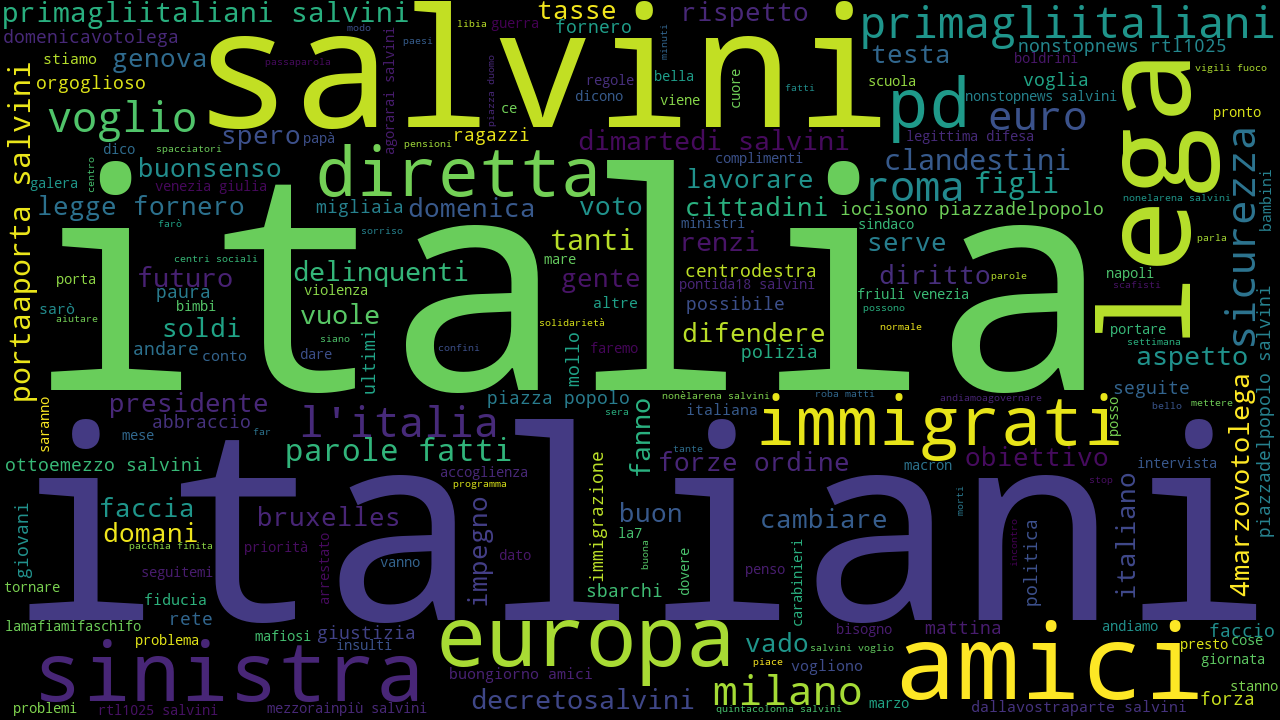 primagliitaliani salvini
salvini
tasse
rispetto
primagliitaliani
domenicavotolega
genova
stiamo
orgoglioso
voglio
spero
papà
dico
spacciatori
buonsenso
venezia giulia
galera
centro
legge fornero
farò
modo
passaparola
paesi
agorarai salvini
libia
guerra
fornero
piazza duomo
regole
dicono
bella
viene
minuti
cuore
ce
ragazzi
pensioni
fatti
testa
scuola
pd
nonstopnews rtl1025
boldrini
voglia
nonstopnews salvini
euro
legittima difesa
vigili fuoco
pronto
lega
sicurezza
bambini
portaaporta salvini
diretta
dimartedi salvini
complimenti
clandestini
lavorare
roma
figli
nonelarena salvini
migliaia
domenica
voto
cittadini
iocisono piazzadelpopolo
ministri
sindaco
sorriso
tanti
renzi
serve
parla
italia
centri sociali
futuro
delinquenti
mare
gente
centrodestra
diritto
parole
napoli
scafisti
porta
paura
violenza
pontida18 salvini
friuli venezia
sarò
bimbi
vuole
altre
possibile
possono
aiutare
soldi
solidarietà
difendere
normale
portare
settimana
siano
andare
conto
dare
ultimi
confini
mollo
faremo
polizia
aspetto
piazzadelpopolo salvini
saranno
presidente
abbraccio
piazza popolo
nonèlarena salvini
roba matti
andiamoagovernare
seguite
bello
mettere
mese
far
l'italia
sera
italiana
immigrati
posso
parole fatti
fanno
tante
forze ordine
macron
obiettivo
intervista
4marzovotolega
ottoemezzo salvini
accoglienza
programma
immigrazione
stop
italiani
giovani
faccia
domani
pacchia finita
bruxelles
priorità
arrestato
impegno
buon
la7
cambiare
morti
incontro
politica
italiano
dato
buona
carabinieri
seguitemi
vanno
dovere
penso
tornare
fiducia
sbarchi
rete
lamafiamifaschifo
problema
mafiosi
giustizia
insulti
europa
vado
salvini voglio
bisogno
mattina
andiamo
faccio
presto
cose
sinistra
piace
vogliono
giornata
buongiorno amici
amici
stanno
decretosalvini
milano
marzo
forza
problemi
rtl1025 salvini
mezzorainpiù salvini
quintacolonna salvini
dallavostraparte salvini